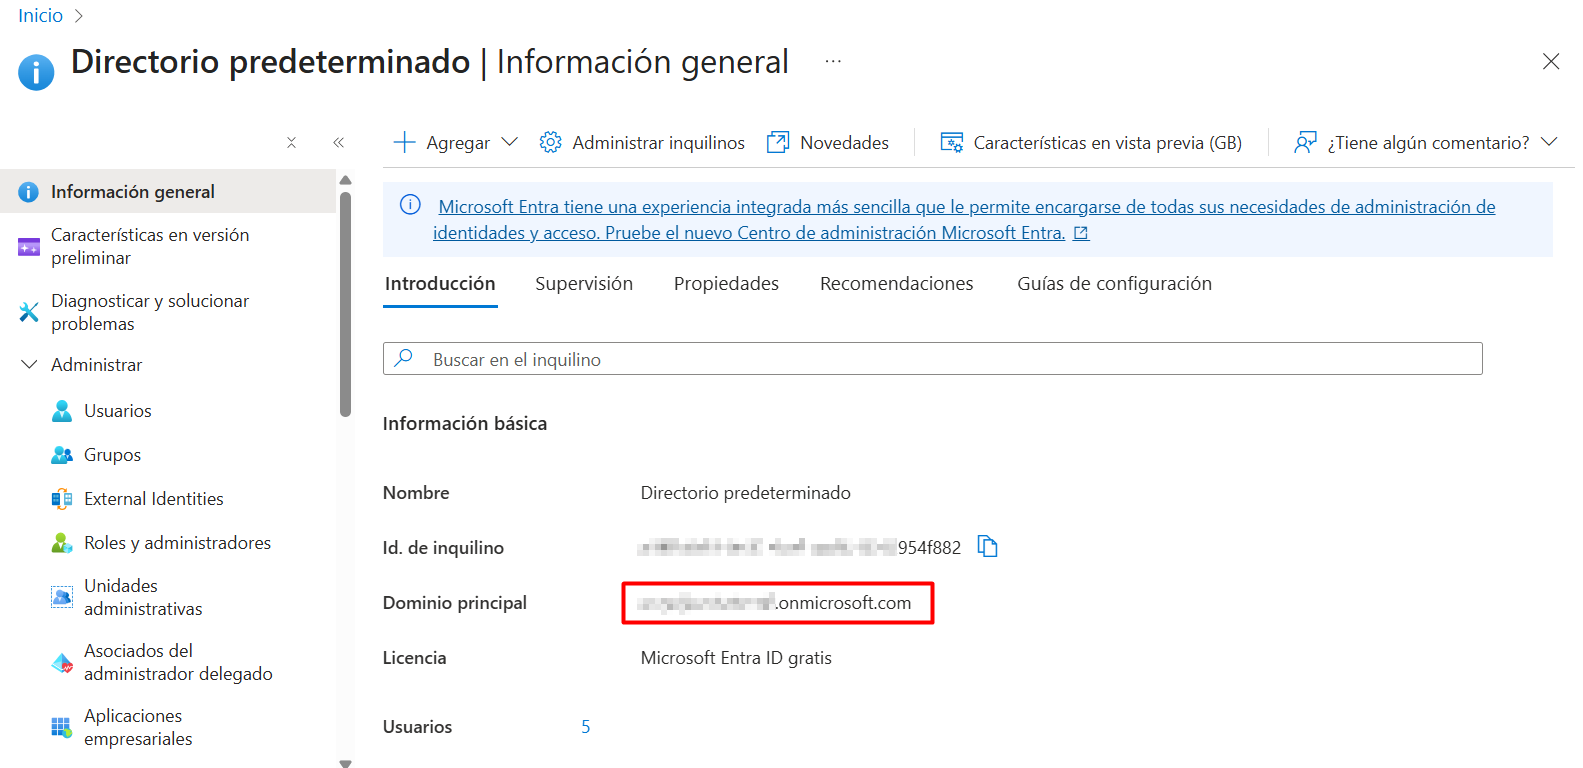 Inicio
Directorio predeterminado | Información general
Agregar
Administrar inquilinos
Novedades
Características en vista previa (GB)
¿Tiene algún comentario?
Información general
Características en versión
preliminar
Diagnosticar y solucionar
problemas
Administrar
Usuarios
Grupos
External Identities
Roles y administradores
Unidades
administrativas
Asociados del
administrador delegado
Aplicaciones
empresariales
Microsoft Entra tiene una experiencia integrada más sencilla que le permite encargarse de todas sus necesidades de administración de
identidades y acceso. Pruebe el nuevo Centro de administración Microsoft Entra.
Introducción
Supervisión
Propiedades
Recomendaciones
Guías de configuración
Buscar en el inquilino
Información básica
Nombre Directorio predeterminado
Id. de inquilino 954f882
Dominio principal .onmicrosoft.com
Licencia Microsoft Entra ID gratis
Usuarios 5